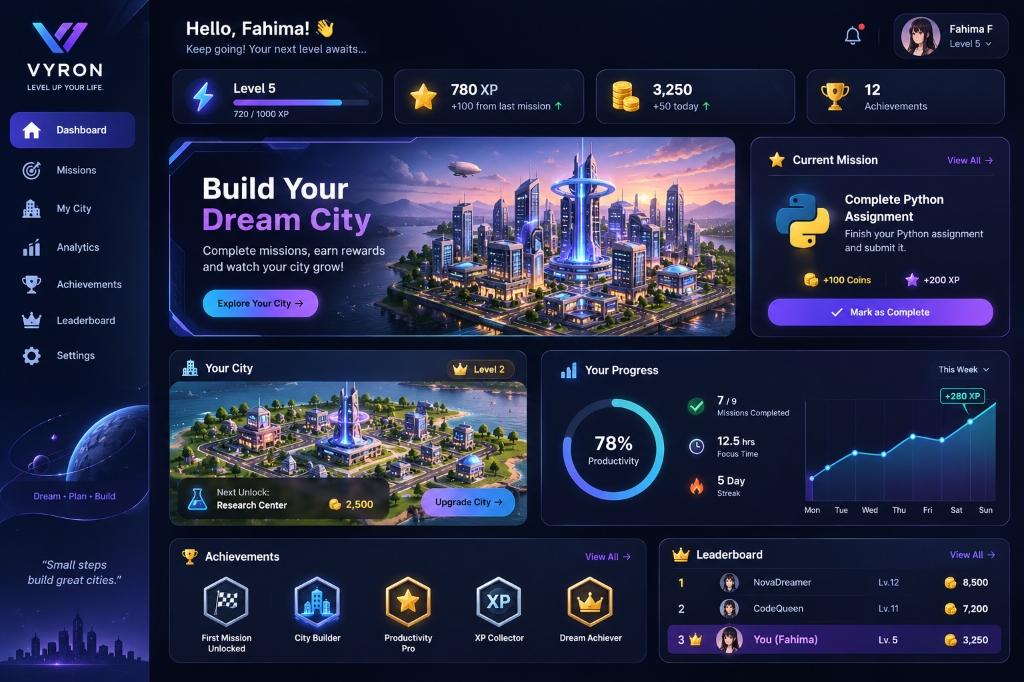 VYRON
LEVEL UP YOUR LIFE.
Dashboard
Missions
My City
Analytics
Achievements
Leaderboard
Settings
Dream • Plan • Build
"Small steps
build great cities."
Hello, Fahima! 👋
Keep going! Your next level awaits...
Fahima F
Level 5
Level 5
720 / 1000 XP
780 XP
+100 from last mission ↑
3,250
+50 today ↑
12
Achievements
Build Your
Dream City
Complete missions, earn rewards
and watch your city grow!
Explore Your City →
Current Mission
View All →
Complete Python
Assignment
Finish your Python assignment
and submit it.
+100 Coins
+200 XP
Mark as Complete
Your City
Level 2
Next Unlock:
Research Center
2,500
Upgrade City →
Your Progress
This Week
78%
Productivity
7 / 9
Missions Completed
12.5 hrs
Focus Time
5 Day
Streak
+280 XP
Mon Tue Wed Thu Fri Sat Sun
Achievements
View All →
First Mission
Unlocked
City Builder
Productivity
Pro
XP
XP Collector
Dream Achiever
Leaderboard
View All →
1 NovaDreamer Lv.12 8,500
2 CodeQueen Lv.11 7,200
3 You (Fahima) Lv. 5 3,250